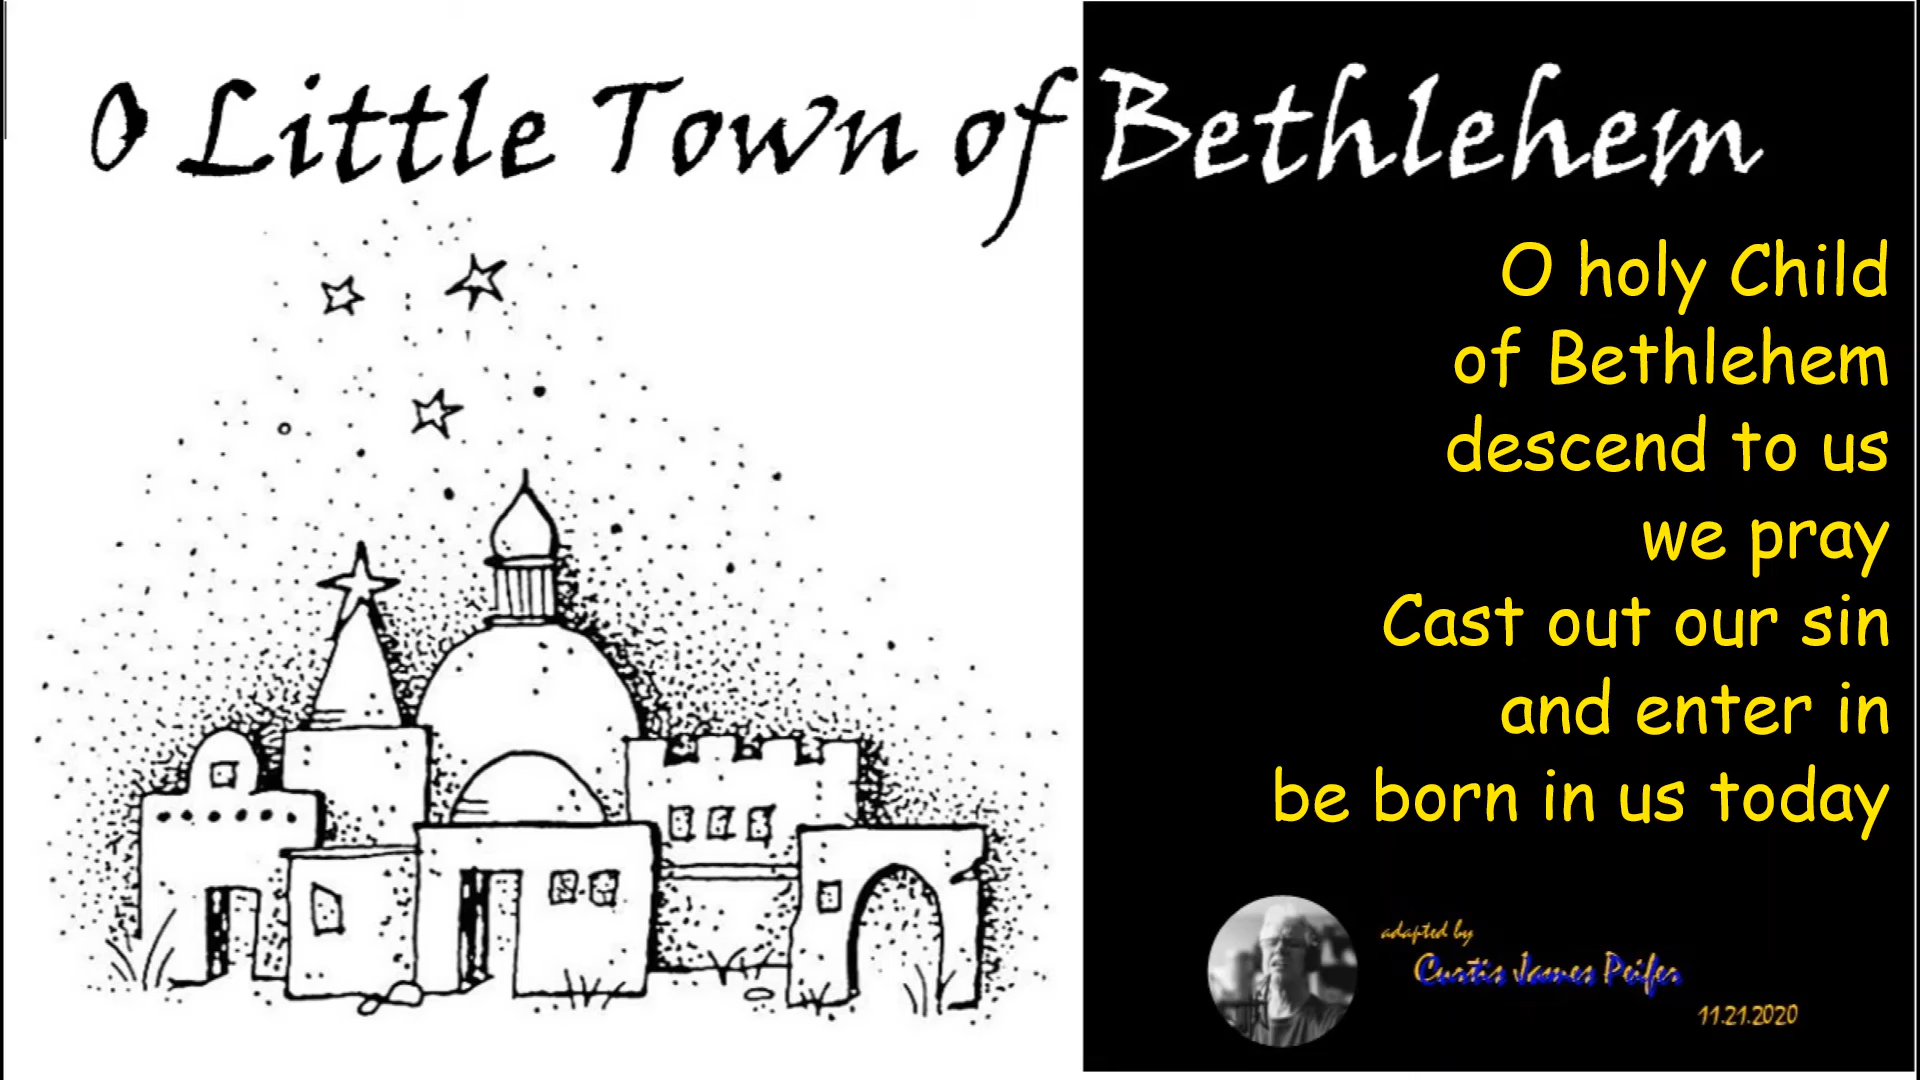 O Little Town of Bethlehem
O holy Child
of Bethlehem
descend to us
we pray
Cast out our sin
and enter in
be born in us today
adapted by
Curtis James Peifer
11.21.2020